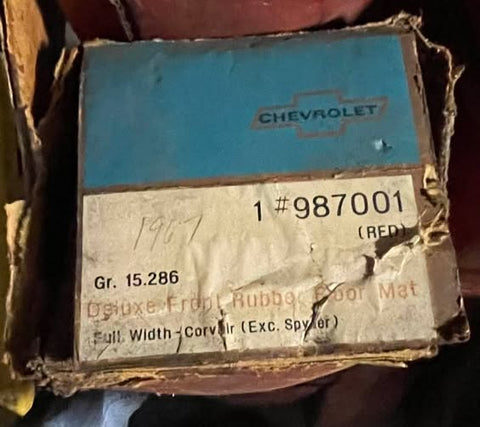 CHEVROLET
1 #987001
(RED)
1967
Gr. 15.286
Deluxe Front Rubber Floor Mat
Full Width - Corvair (Exc. Spyder)